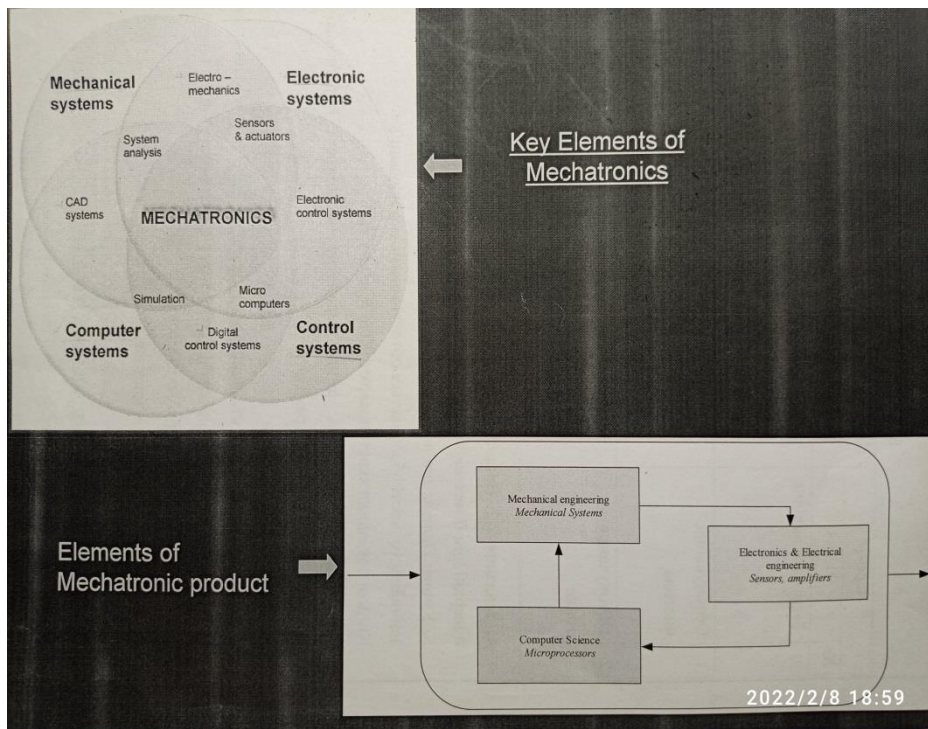 Mechanical
systems
Electro –
mechanics
Electronic
systems
Sensors
& actuators
System
analysis
CAD
systems
MECHATRONICS
Electronic
control systems
Simulation
Micro
computers
Computer
systems
Digital
control systems
Control
systems
Key Elements of
Mechatronics
Elements of
Mechatronic product
Mechanical engineering
Mechanical Systems
Electronics & Electrical
engineering
Sensors, amplifiers
Computer Science
Microprocessors
2022/2/8 18:59